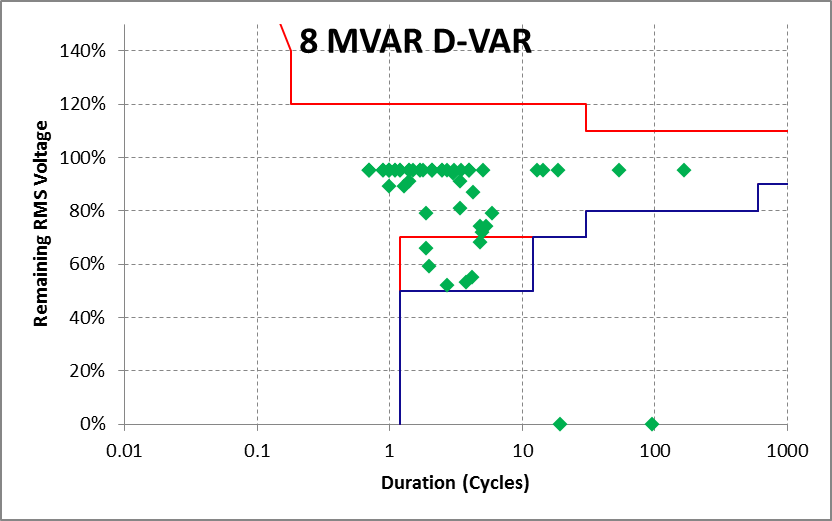 8 MVAR D-VAR
140%
120%
100%
80%
60%
40%
20%
0%
Remaining RMS Voltage
0.01 0.1 1 10 100 1000
Duration (Cycles)